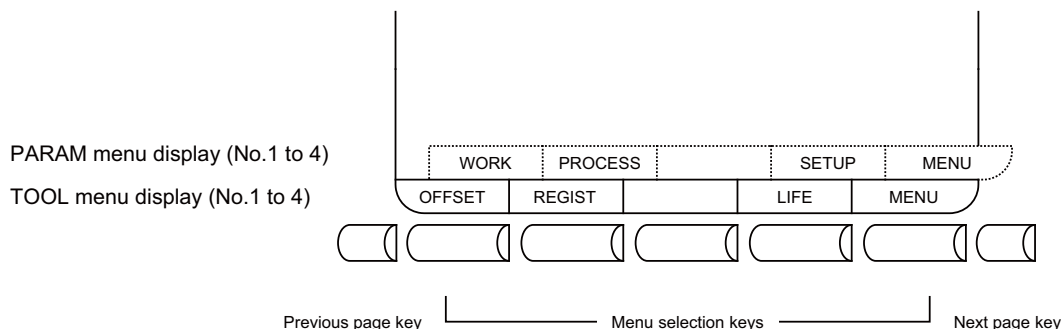 PARAM menu display (No.1 to 4)
WORK PROCESS SETUP MENU
TOOL menu display (No.1 to 4)
OFFSET REGIST LIFE MENU
Previous page key Menu selection keys Next page key